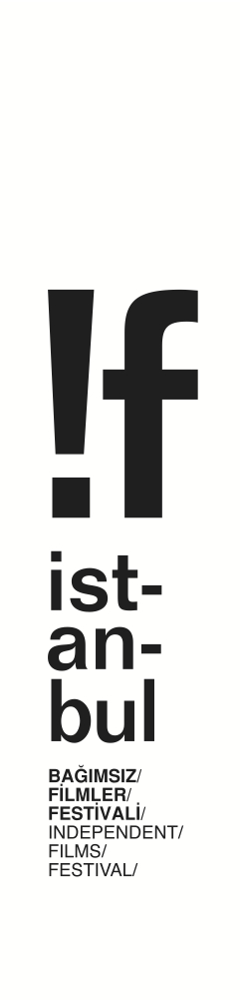 !f
ist-
an-
bul
BAĞIMSIZ/
FİLMLER/
FESTİVALİ/
INDEPENDENT/
FILMS/
FESTIVAL/